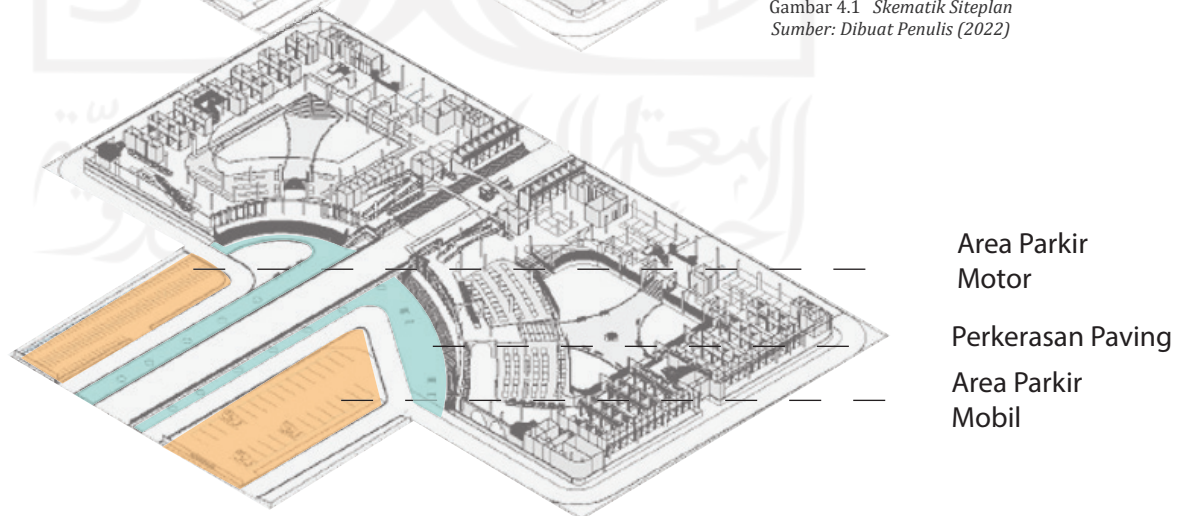 Gambar 4.1 Skematik Siteplan
Sumber: Dibuat Penulis (2022)
Area Parkir
Motor
Perkerasan Paving
Area Parkir
Mobil